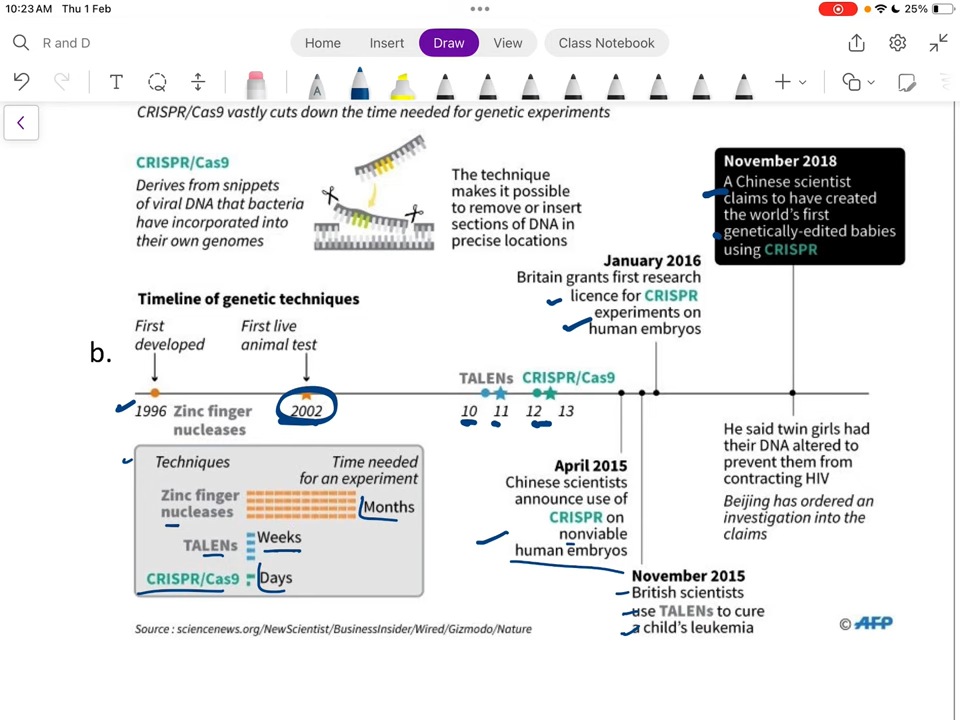 10:23 AM Thu 1 Feb
25%
R and D
Home Insert Draw View Class Notebook
T
A
CRISPR/Cas9 vastly cuts down the time needed for genetic experiments
CRISPR/Cas9
Derives from snippets
of viral DNA that bacteria
have incorporated into
their own genomes
The technique
makes it possible
to remove or insert
sections of DNA in
precise locations
November 2018
A Chinese scientist
claims to have created
the world's first
genetically-edited babies
using CRISPR
January 2016
Britain grants first research
licence for CRISPR
experiments on
human embryos
Timeline of genetic techniques
First
developed
First live
animal test
b.
TALENs CRISPR/Cas9
1996 Zinc finger
nucleases
2002
10 11 12 13
Techniques
Time needed
for an experiment
Zinc finger
nucleases
Months
TALENs
Weeks
CRISPR/Cas9
Days
April 2015
Chinese scientists
announce use of
CRISPR on
nonviable
human embryos
November 2015
British scientists
use TALENs to cure
a child's leukemia
He said twin girls had
their DNA altered to
prevent them from
contracting HIV
Beijing has ordered an
investigation into the
claims
Source : sciencenews.org/NewScientist/BusinessInsider/Wired/Gizmodo/Nature
© AFP